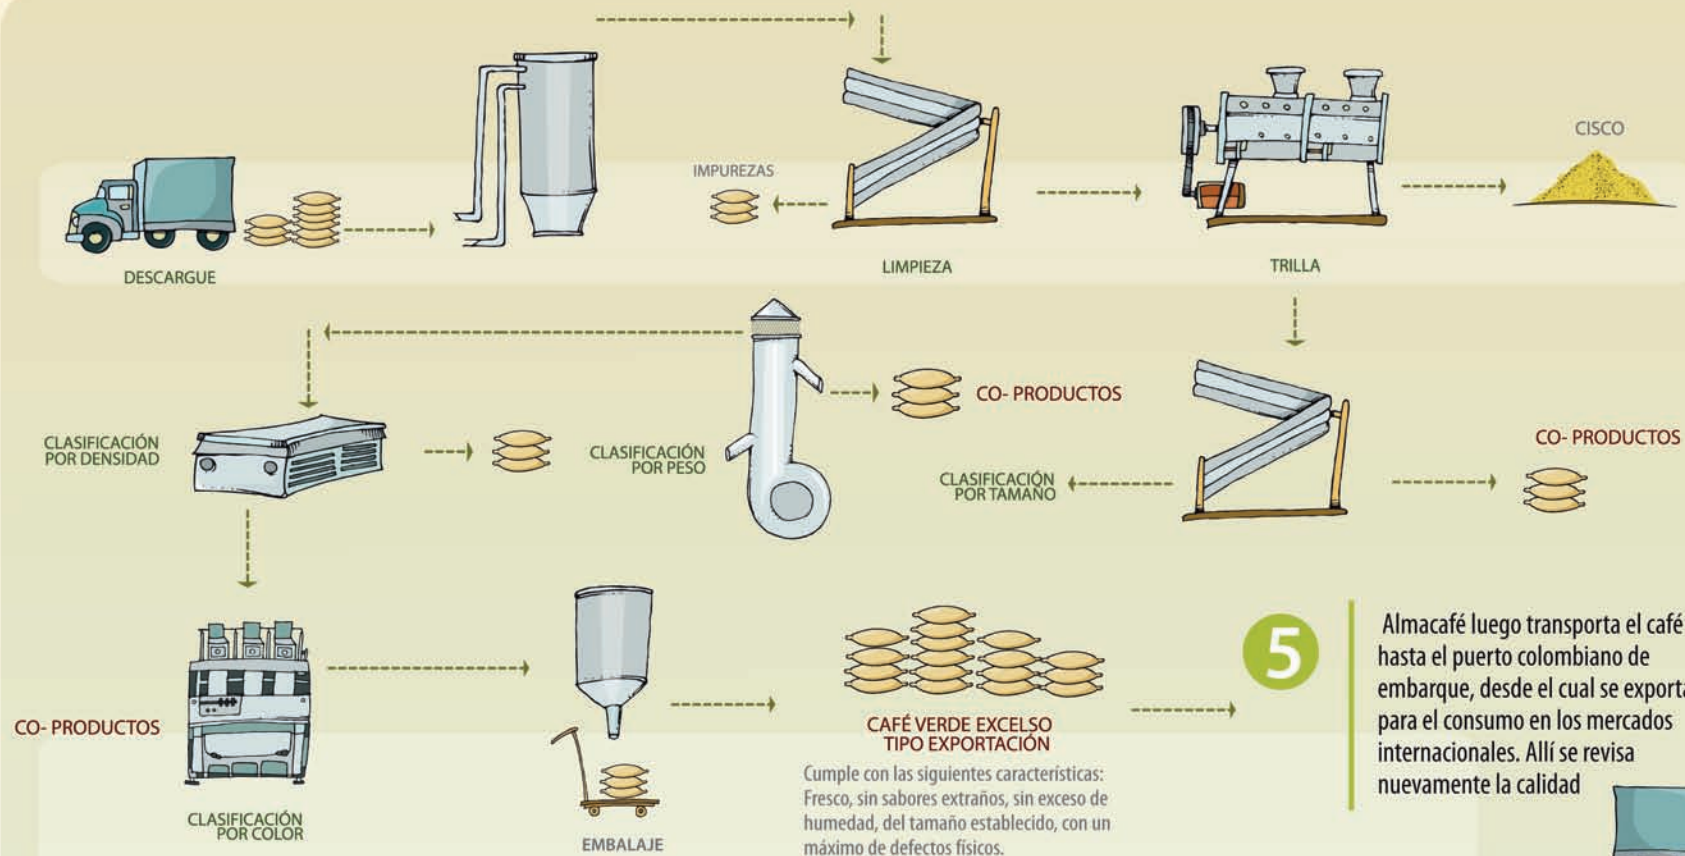 IMPUREZAS
CISCO
DESCARGUE
LIMPIEZA
TRILLA
CLASIFICACIÓN
POR DENSIDAD
CLASIFICACIÓN
POR PESO
CO- PRODUCTOS
CLASIFICACIÓN
POR TAMAÑO
CO- PRODUCTOS
CO- PRODUCTOS
CLASIFICACIÓN
POR COLOR
EMBALAJE
CAFÉ VERDE EXCELSO
TIPO EXPORTACIÓN
Cumple con las siguientes características:
Fresco, sin sabores extraños, sin exceso de
humedad, del tamaño establecido, con un
máximo de defectos físicos.
5
Almacafé luego transporta el café
hasta el puerto colombiano de
embarque, desde el cual se exporta
para el consumo en los mercados
internacionales. Allí se revisa
nuevamente la calidad